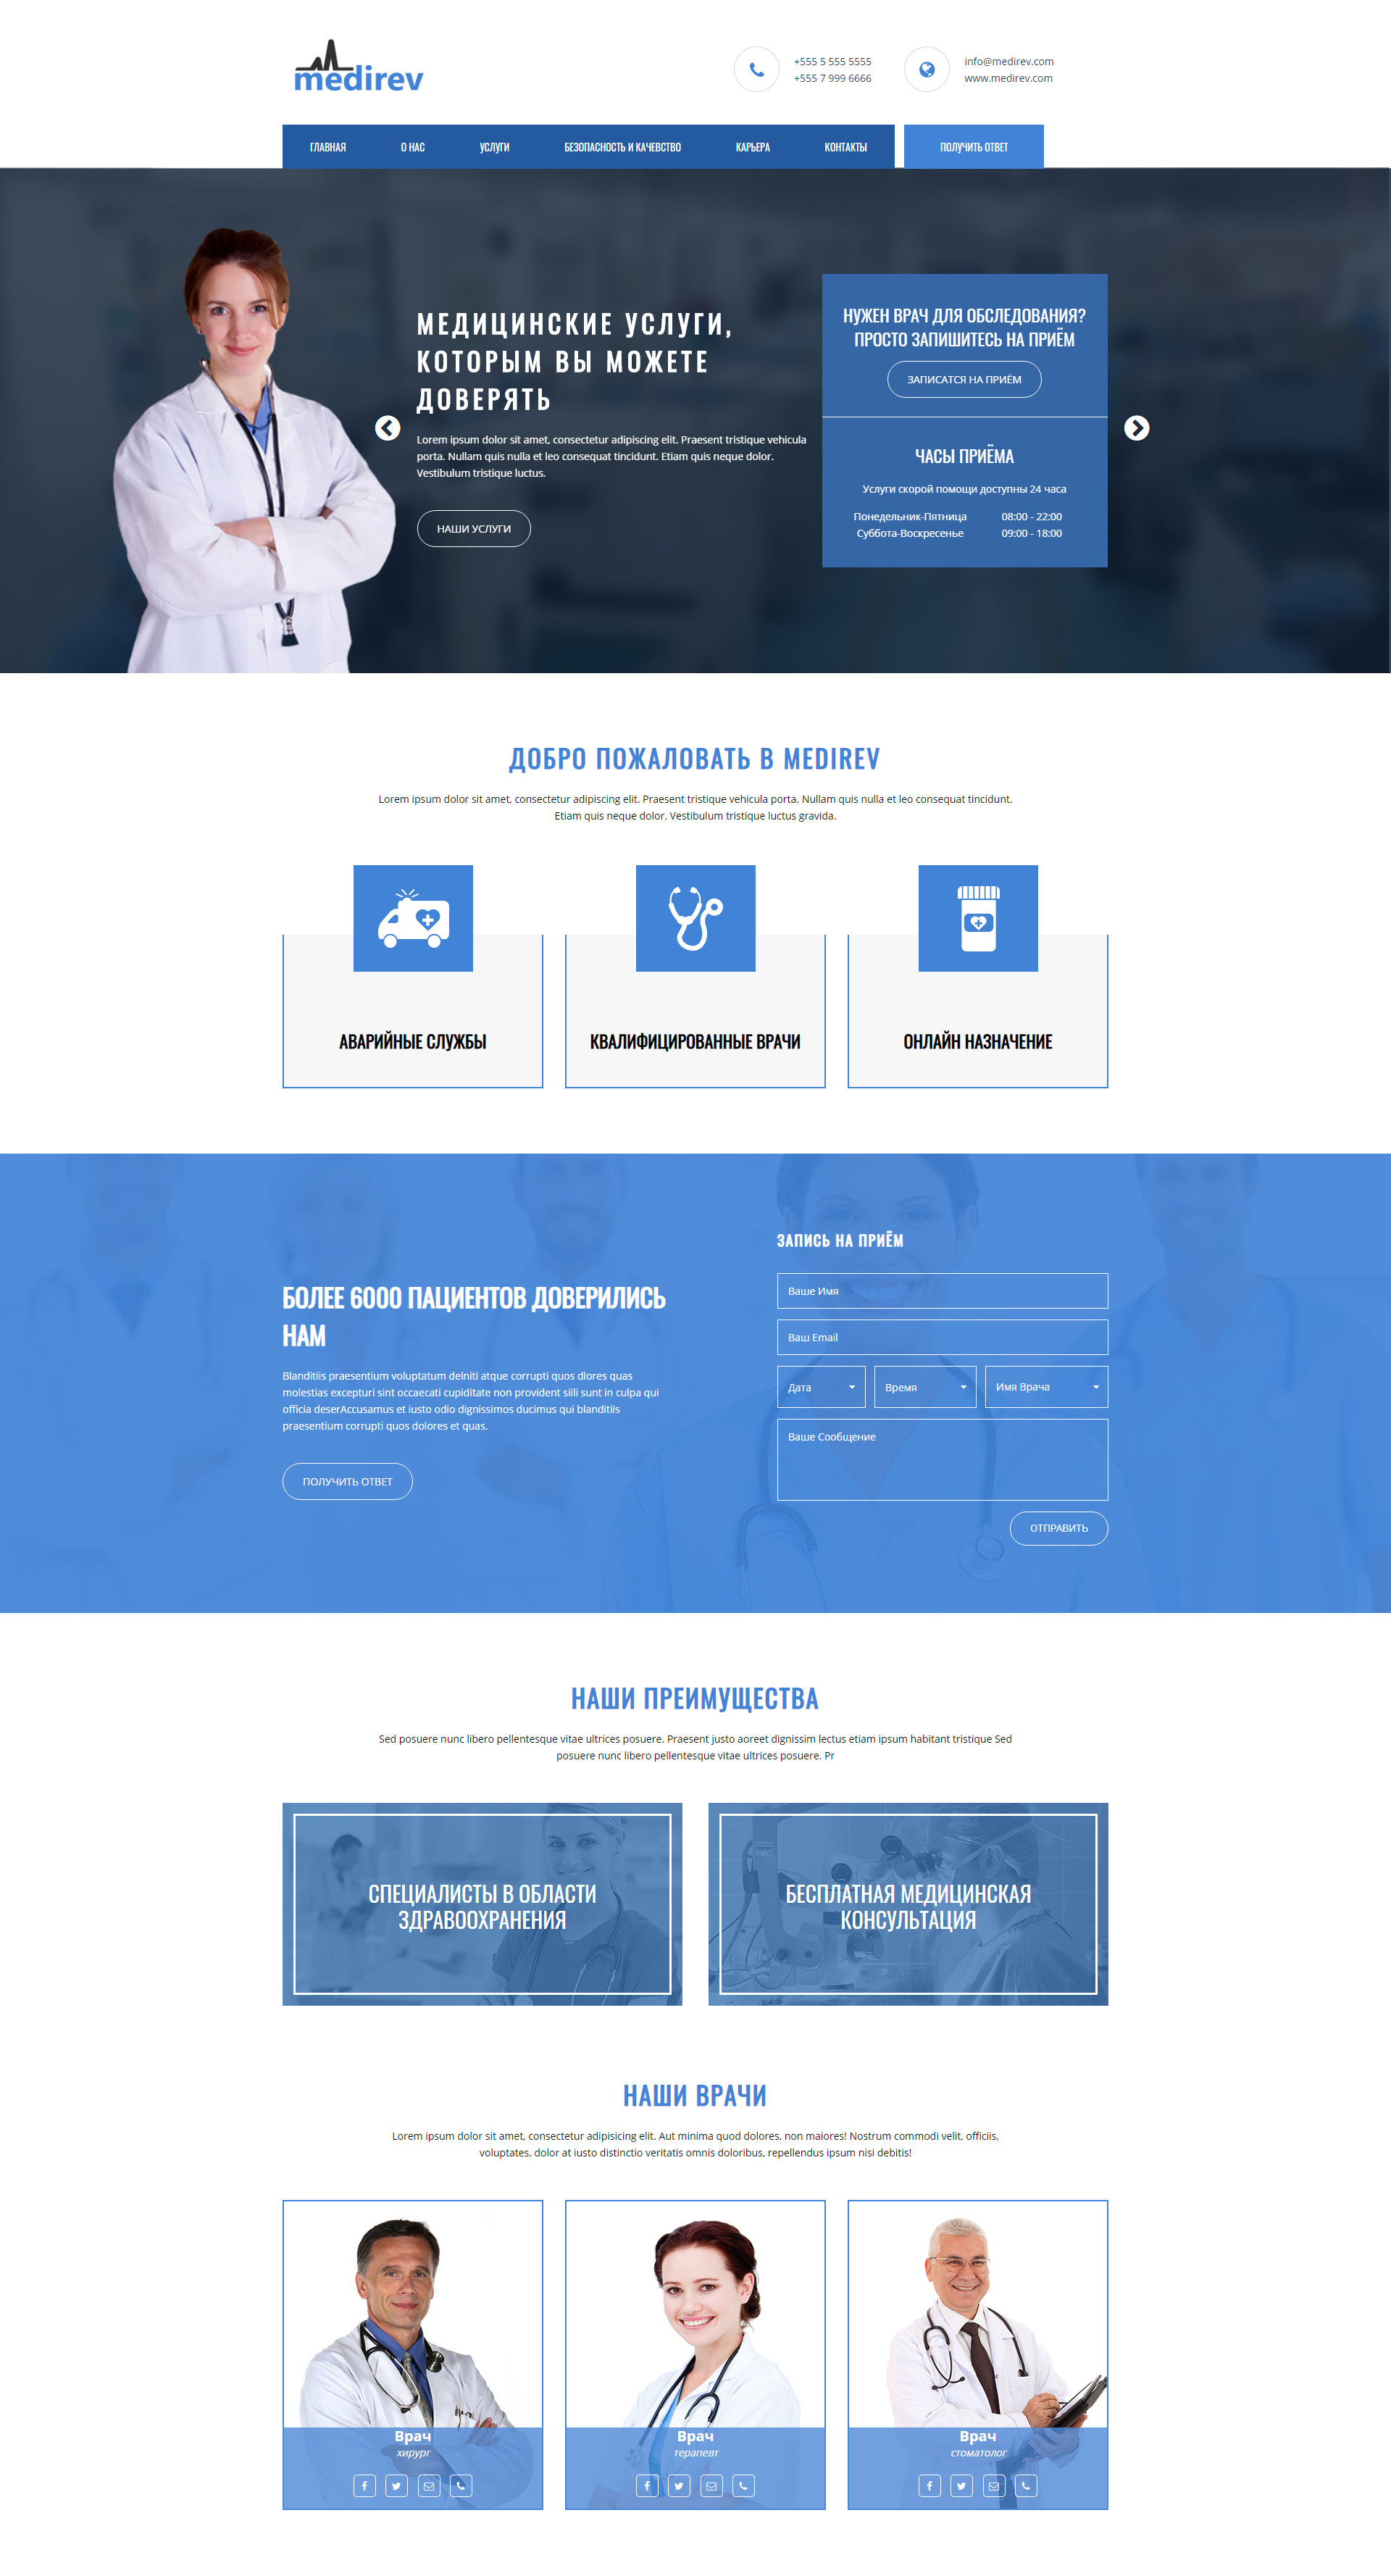 medirev
+555 5 555 5555
+555 7 999 6666
info@medirev.com
www.medirev.com
ГЛАВНАЯ
О НАС
УСЛУГИ
БЕЗОПАСНОСТЬ И КАЧЕВСТВО
КАРЬЕРА
КОНТАКТЫ
ПОЛУЧИТЬ ОТВЕТ
МЕДИЦИНСКИЕ УСЛУГИ,
КОТОРЫМ ВЫ МОЖЕТЕ
ДОВЕРЯТЬ
Lorem ipsum dolor sit amet, consectetur adipiscing elit. Praesent tristique vehicula
porta. Nullam quis nulla et leo consequat tincidunt. Etiam quis neque dolor.
Vestibulum tristique luctus.
НАШИ УСЛУГИ
НУЖЕН ВРАЧ ДЛЯ ОБСЛЕДОВАНИЯ?
ПРОСТО ЗАПИШИТЕСЬ НА ПРИЁМ
ЗАПИСАТСЯ НА ПРИЁМ
ЧАСЫ ПРИЁМА
Услуги скорой помощи доступны 24 часа
Понедельник-Пятница 08:00 - 22:00
Суббота-Воскресенье 09:00 - 18:00
ДОБРО ПОЖАЛОВАТЬ В MEDIREV
Lorem ipsum dolor sit amet, consectetur adipiscing elit. Praesent tristique vehicula porta. Nullam quis nulla et leo consequat tincidunt.
Etiam quis neque dolor. Vestibulum tristique luctus gravida.
АВАРИЙНЫЕ СЛУЖБЫ
КВАЛИФИЦИРОВАННЫЕ ВРАЧИ
ОНЛАЙН НАЗНАЧЕНИЕ
БОЛЕЕ 6000 ПАЦИЕНТОВ ДОВЕРИЛИСЬ
НАМ
Blanditiis praesentium voluptatum delniti atque corrupti quos dlores quas
molestias excepturi sint occaecati cupiditate non provident siili sunt in culpa qui
officia deserAccusamus et iusto odio dignissimos ducimus qui blanditiis
praesentium corrupti quos dolores et quas.
ПОЛУЧИТЬ ОТВЕТ
ЗАПИСЬ НА ПРИЁМ
Ваше Имя
Ваш Email
Дата
Время
Имя Врача
Ваше Сообщение
ОТПРАВИТЬ
НАШИ ПРЕИМУЩЕСТВА
Sed posuere nunc libero pellentesque vitae ultrices posuere. Praesent justo aoreet dignissim lectus etiam ipsum habitant tristique Sed
posuere nunc libero pellentesque vitae ultrices posuere. Pr
СПЕЦИАЛИСТЫ В ОБЛАСТИ
ЗДРАВООХРАНЕНИЯ
БЕСПЛАТНАЯ МЕДИЦИНСКАЯ
КОНСУЛЬТАЦИЯ
НАШИ ВРАЧИ
Lorem ipsum dolor sit amet, consectetur adipisicing elit. Aut minima quod dolores, non maiores! Nostrum commodi velit, officiis,
voluptates, dolor at iusto distinctio veritatis omnis doloribus, repellendus ipsum nisi debitis!
Врач
хирург
Врач
терапевт
Врач
стоматолог